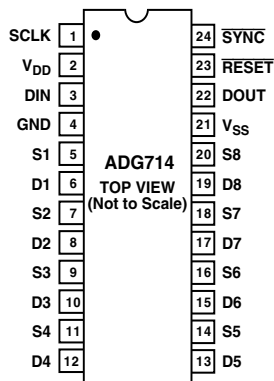 SCLK 1 24 SYNC
VDD 2 23 RESET
DIN 3 22 DOUT
GND 4 21 VSS
S1 5 20 S8
ADG714
D1 6 19 D8
TOP VIEW
S2 7 (Not to Scale) 18 S7
D2 8 17 D7
S3 9 16 S6
D3 10 15 D6
S4 11 14 S5
D4 12 13 D5